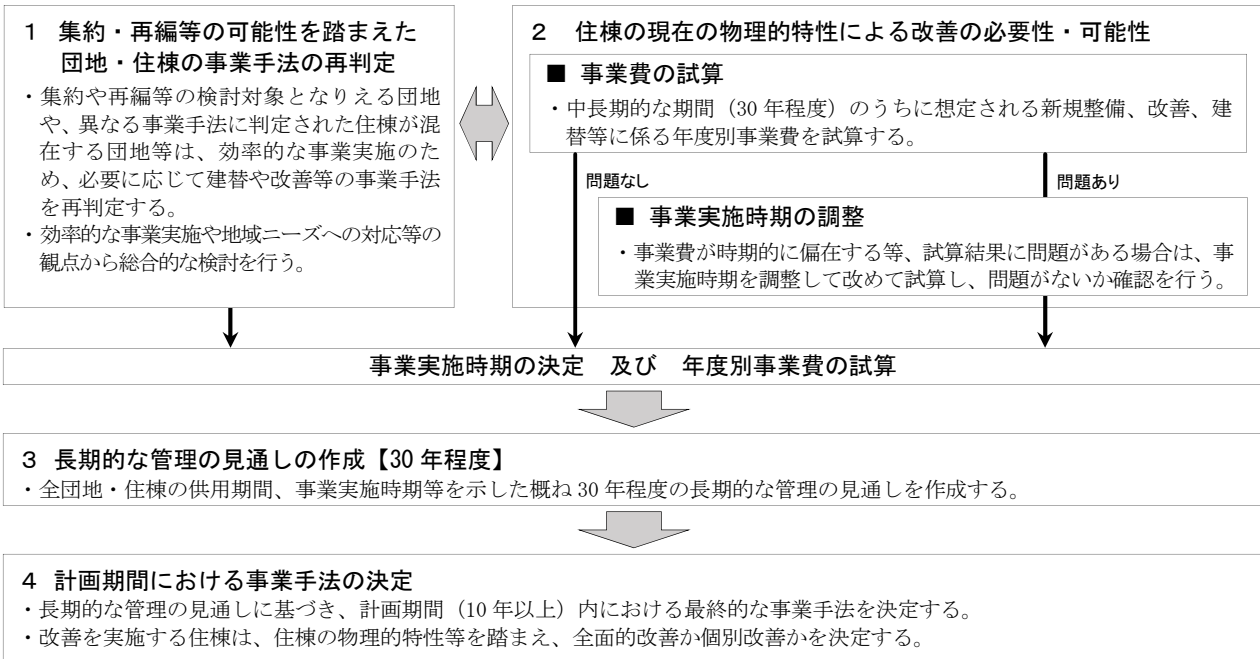 1 集約・再編等の可能性を踏まえた
団地・住棟の事業手法の再判定
・集約や再編等の検討対象となりえる団地
や、異なる事業手法に判定された住棟が混
在する団地等は、効率的な事業実施のた
め、必要に応じて建替や改善等の事業手法
を再判定する。
・効率的な事業実施や地域ニーズへの対応等の
観点から総合的な検討を行う。
2 住棟の現在の物理的特性による改善の必要性・可能性
■ 事業費の試算
・中長期的な期間（30 年程度）のうちに想定される新規整備、改善、建
替等に係る年度別事業費を試算する。
問題なし
問題あり
■ 事業実施時期の調整
・事業費が時期的に偏在する等、試算結果に問題がある場合は、事
業実施時期を調整して改めて試算し、問題がないか確認を行う。
事業実施時期の決定 及び 年度別事業費の試算
3 長期的な管理の見通しの作成【30 年程度】
・全団地・住棟の供用期間、事業実施時期等を示した概ね 30 年程度の長期的な管理の見通しを作成する。
4 計画期間における事業手法の決定
・長期的な管理の見通しに基づき、計画期間（10 年以上）内における最終的な事業手法を決定する。
・改善を実施する住棟は、住棟の物理的特性等を踏まえ、全面的改善か個別改善かを決定する。